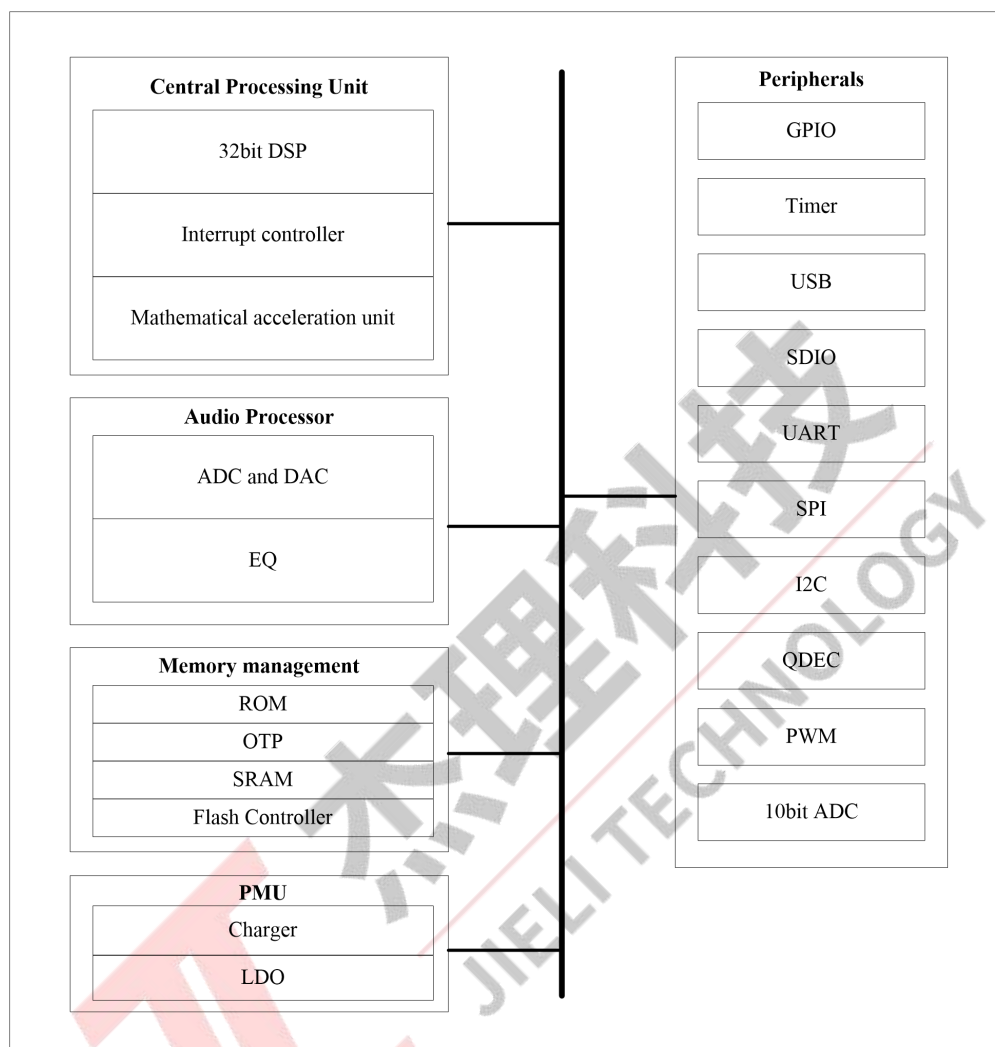 Central Processing Unit
32bit DSP
Interrupt controller
Mathematical acceleration unit
Audio Processor
ADC and DAC
EQ
Memory management
ROM
OTP
SRAM
Flash Controller
PMU
Charger
LDO
Peripherals
GPIO
Timer
USB
SDIO
UART
SPI
I2C
QDEC
PWM
10bit ADC
杰理科技
JIELI TECHNOLOGY